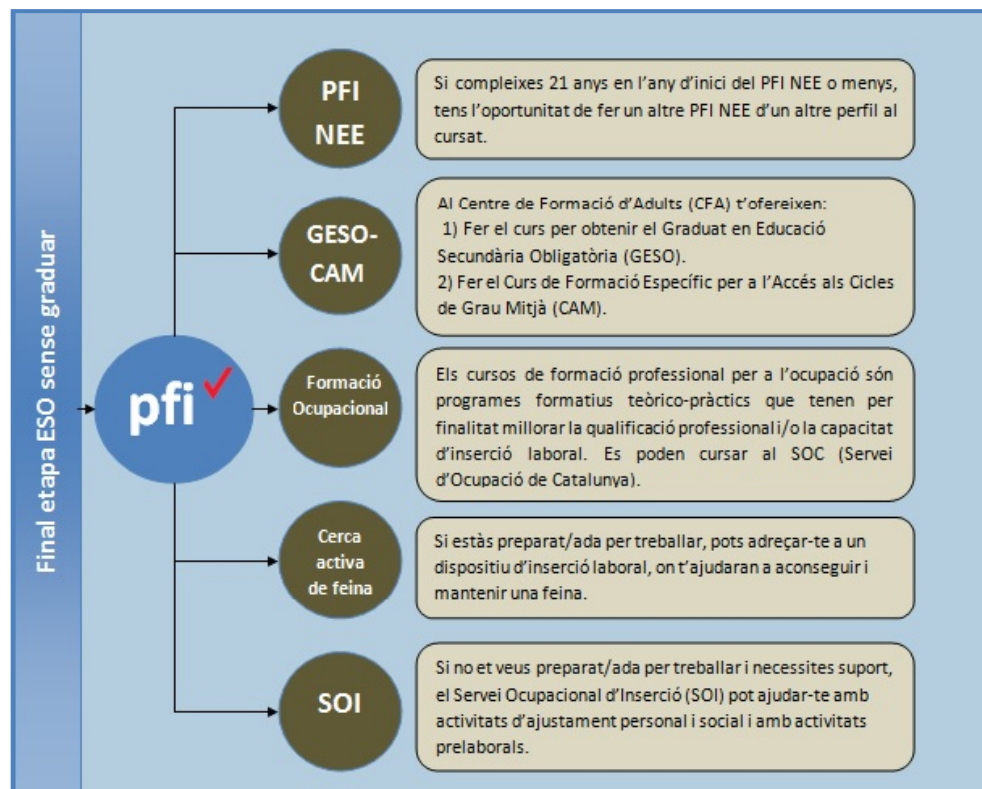 Final etapa ESO sense graduar
pfi
PFI
NEE
Si compleixes 21 anys en l’any d’inici del PFI NEE o menys,
tens l’oportunitat de fer un altre PFI NEE d’un altre perfil al
cursat.
GESO-
CAM
Al Centre de Formació d’Adults (CFA) t’ofereixen:
1) Fer el curs per obtenir el Graduat en Educació
Secundària Obligatòria (GESO).
2) Fer el Curs de Formació Específic per a l’Accés als Cicles
de Grau Mitjà (CAM).
Formació
Ocupacional
Els cursos de formació professional per a l’ocupació són
programes formatius teòrico-pràctics que tenen per
finalitat millorar la qualificació professional i/o la capacitat
d’inserció laboral. Es poden cursar al SOC (Servei
d’Ocupació de Catalunya).
Cerca
activa
de feina
Si estàs preparat/ada per treballar, pots adreçar-te a un
dispositiu d’inserció laboral, on t’ajudaran a aconseguir i
mantenir una feina.
SOI
Si no et veus preparat/ada per treballar i necessites suport,
el Servei Ocupacional d’Inserció (SOI) pot ajudar-te amb
activitats d’ajustament personal i social i amb activitats
prelaborals.